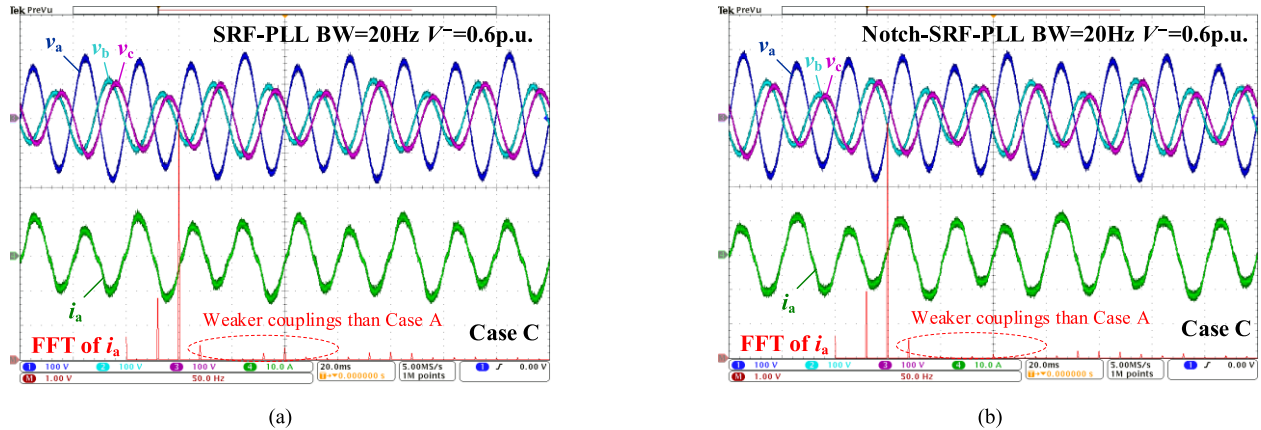 Tek PreVu
SRF-PLL BW=20Hz V⁻=0.6p.u.
va
vb
vc
ia
Weaker couplings than Case A
Case C
FFT of ia
1 100 V 2 100 V 3 100 V 4 10.0 A
M 1.00 V 50.0 Hz
20.0ms
0.000000 s
5.00MS/s
1M points
1 0.00 V
(a)
Tek PreVu
Notch-SRF-PLL BW=20Hz V⁻=0.6p.u.
va
vb
vc
ia
Weaker couplings than Case A
Case C
FFT of ia
1 100 V 2 100 V 3 100 V 4 10.0 A
M 1.00 V 50.0 Hz
20.0ms
0.000000 s
5.00MS/s
1M points
1 0.00 V
(b)